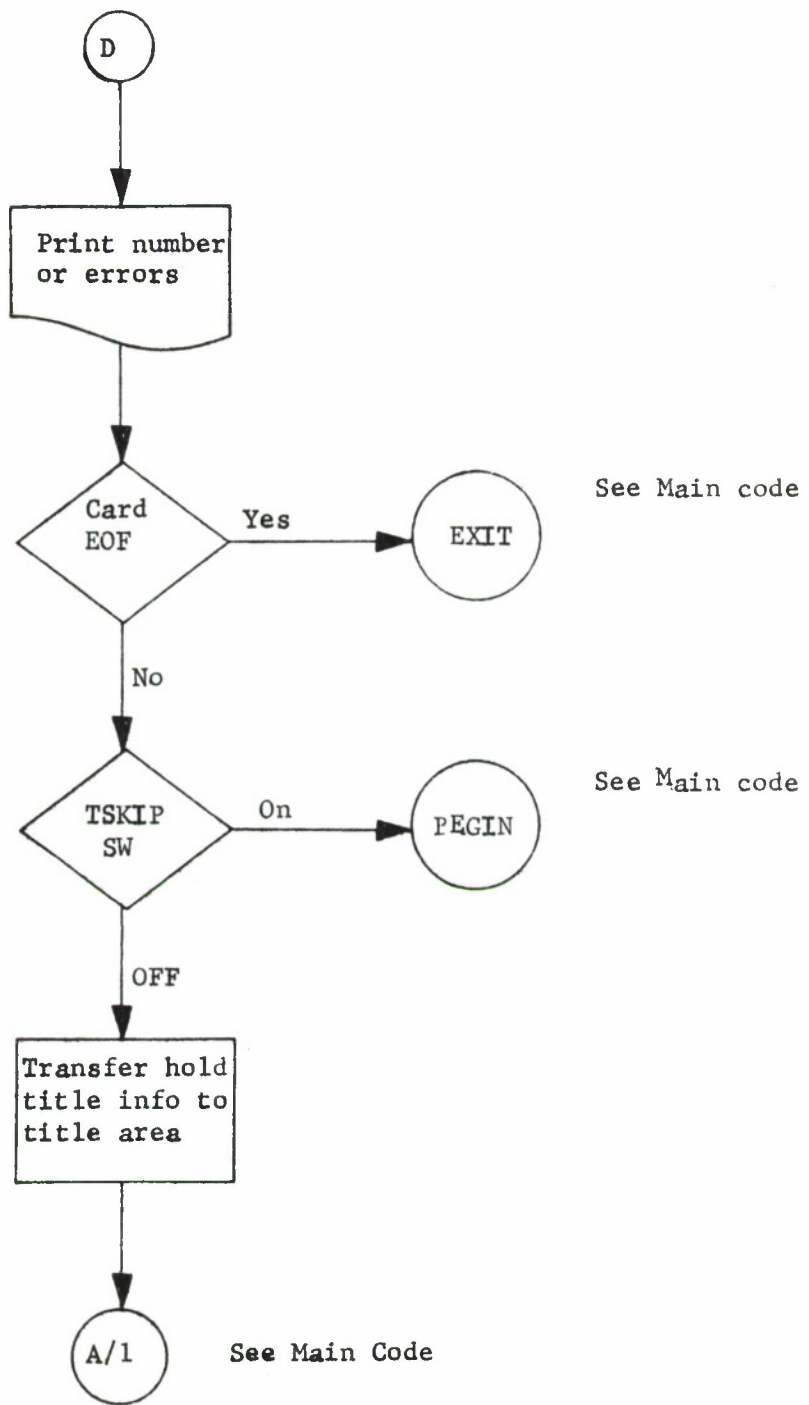 D
Print number
or errors
Card
EOF
Yes
EXIT
See Main code
No
TSKIP
SW
On
PEGIN
See Main code
OFF
Transfer hold
title info to
title area
A/1
See Main Code